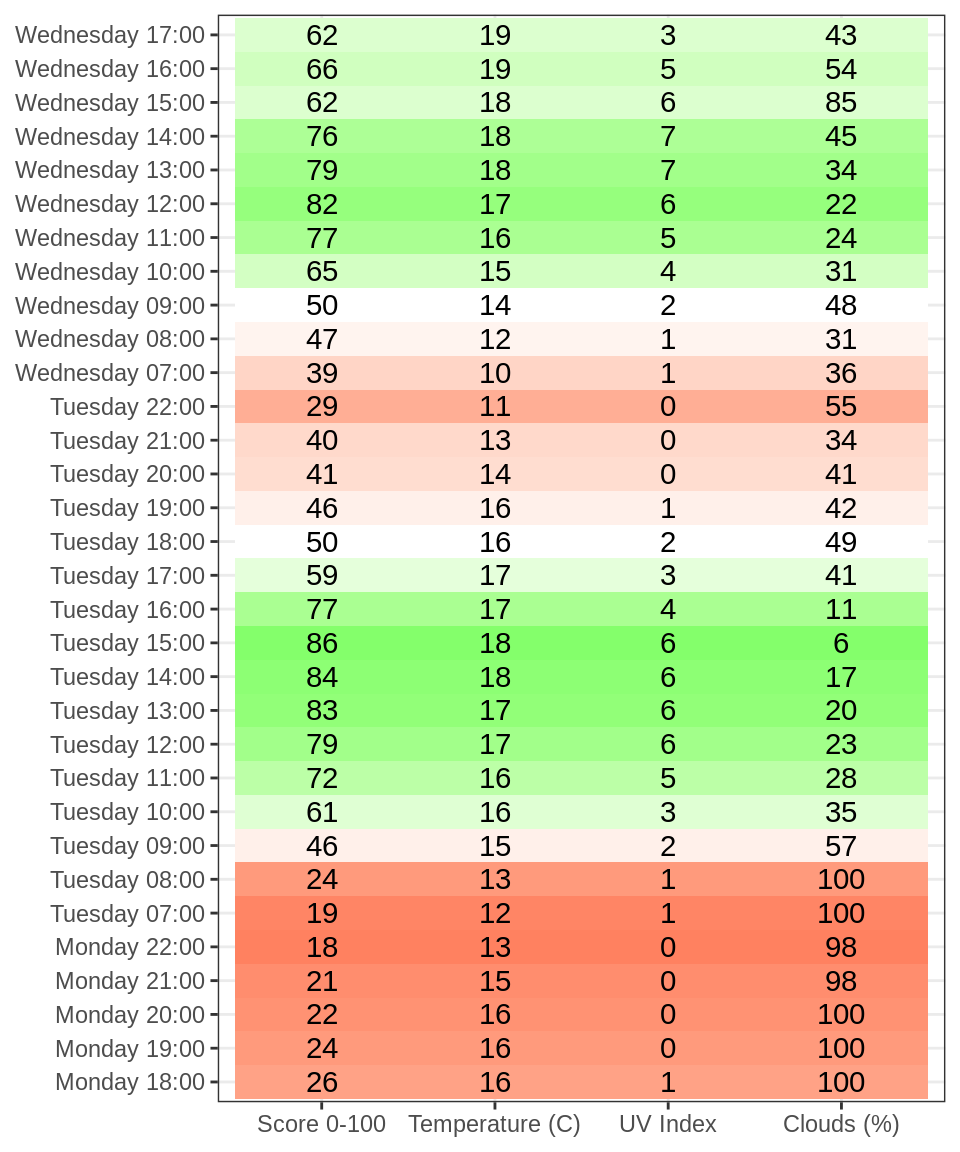 Wednesday 17:00 62 19 3 43
Wednesday 16:00 66 19 5 54
Wednesday 15:00 62 18 6 85
Wednesday 14:00 76 18 7 45
Wednesday 13:00 79 18 7 34
Wednesday 12:00 82 17 6 22
Wednesday 11:00 77 16 5 24
Wednesday 10:00 65 15 4 31
Wednesday 09:00 50 14 2 48
Wednesday 08:00 47 12 1 31
Wednesday 07:00 39 10 1 36
Tuesday 22:00 29 11 0 55
Tuesday 21:00 40 13 0 34
Tuesday 20:00 41 14 0 41
Tuesday 19:00 46 16 1 42
Tuesday 18:00 50 16 2 49
Tuesday 17:00 59 17 3 41
Tuesday 16:00 77 17 4 11
Tuesday 15:00 86 18 6 6
Tuesday 14:00 84 18 6 17
Tuesday 13:00 83 17 6 20
Tuesday 12:00 79 17 6 23
Tuesday 11:00 72 16 5 28
Tuesday 10:00 61 16 3 35
Tuesday 09:00 46 15 2 57
Tuesday 08:00 24 13 1 100
Tuesday 07:00 19 12 1 100
Monday 22:00 18 13 0 98
Monday 21:00 21 15 0 98
Monday 20:00 22 16 0 100
Monday 19:00 24 16 0 100
Monday 18:00 26 16 1 100
Score 0-100 Temperature (C) UV Index Clouds (%)